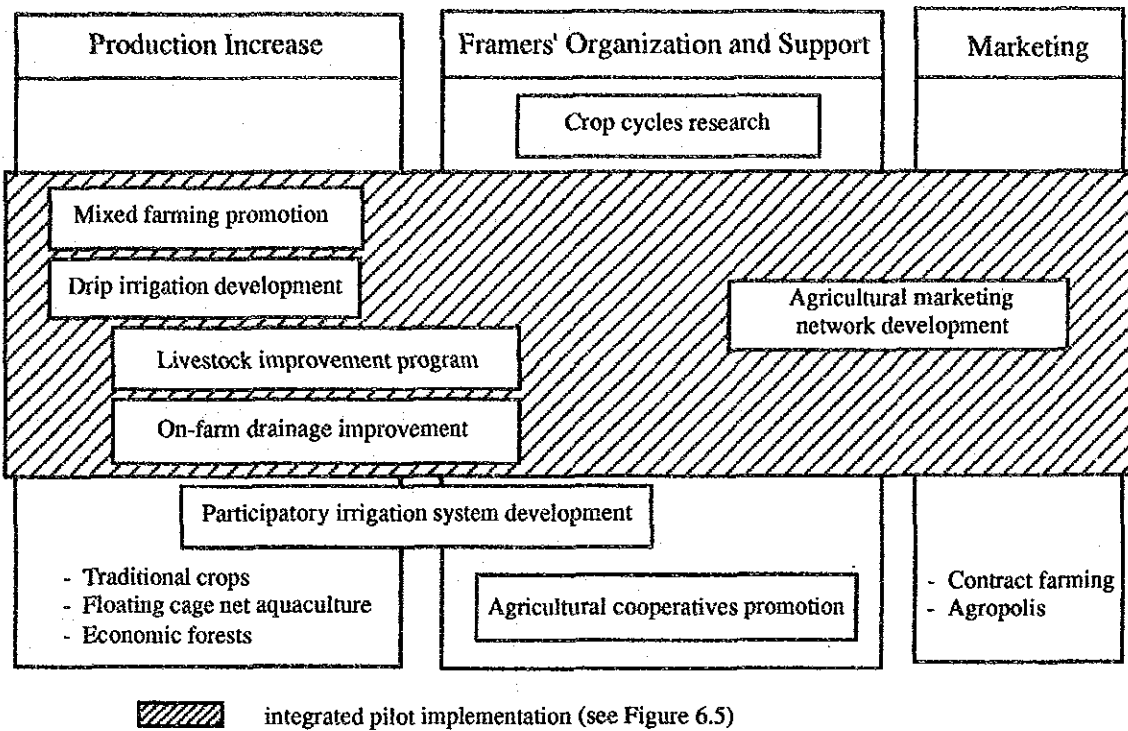 Production Increase
Framers' Organization and Support
Marketing
Crop cycles research
Mixed farming promotion
Drip irrigation development
Agricultural marketing
network development
Livestock improvement program
On-farm drainage improvement
Participatory irrigation system development
- Traditional crops
- Floating cage net aquaculture
- Economic forests
Agricultural cooperatives promotion
- Contract farming
- Agropolis
integrated pilot implementation (see Figure 6.5)